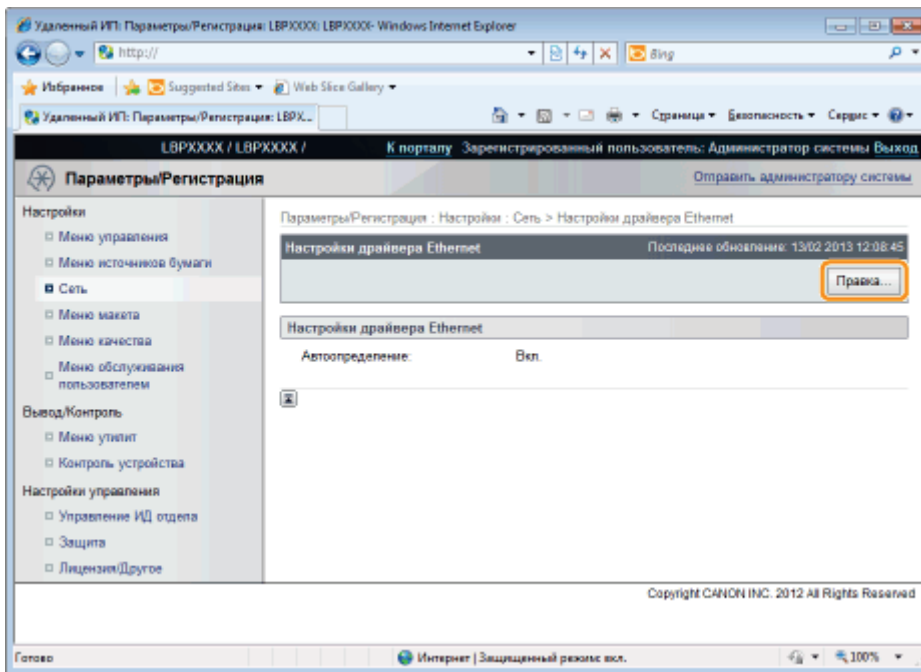 Удаленный ИП: Параметры/Регистрация: LBPXXXX: LBPXXXX- Windows Internet Explorer
http://
Bing
Избранное Suggested Sites Web Slice Gallery
Удаленный ИП: Параметры/Регистрация: LBPX... Страница Безопасность Сервис
LBPXXXX / LBPXXXX / К порталу Зарегистрированный пользователь: Администратор системы Выход
Параметры/Регистрация Отправить администратору системы
Настройки
Меню управления
Меню источников бумаги
Сеть
Меню макета
Меню качества
Меню обслуживания
пользователем
Вывод/Контроль
Меню утилит
Контроль устройства
Настройки управления
Управление ИД отдела
Защита
Лицензия/Другое
Параметры/Регистрация : Настройки : Сеть > Настройки драйвера Ethernet
Настройки драйвера Ethernet Последнее обновление: 13/02 2013 12:08:45
Правка...
Настройки драйвера Ethernet
Автоопределение: Вкл.
Copyright CANON INC. 2012 All Rights Reserved
Готово Интернет | Защищенный режим: вкл. 100%